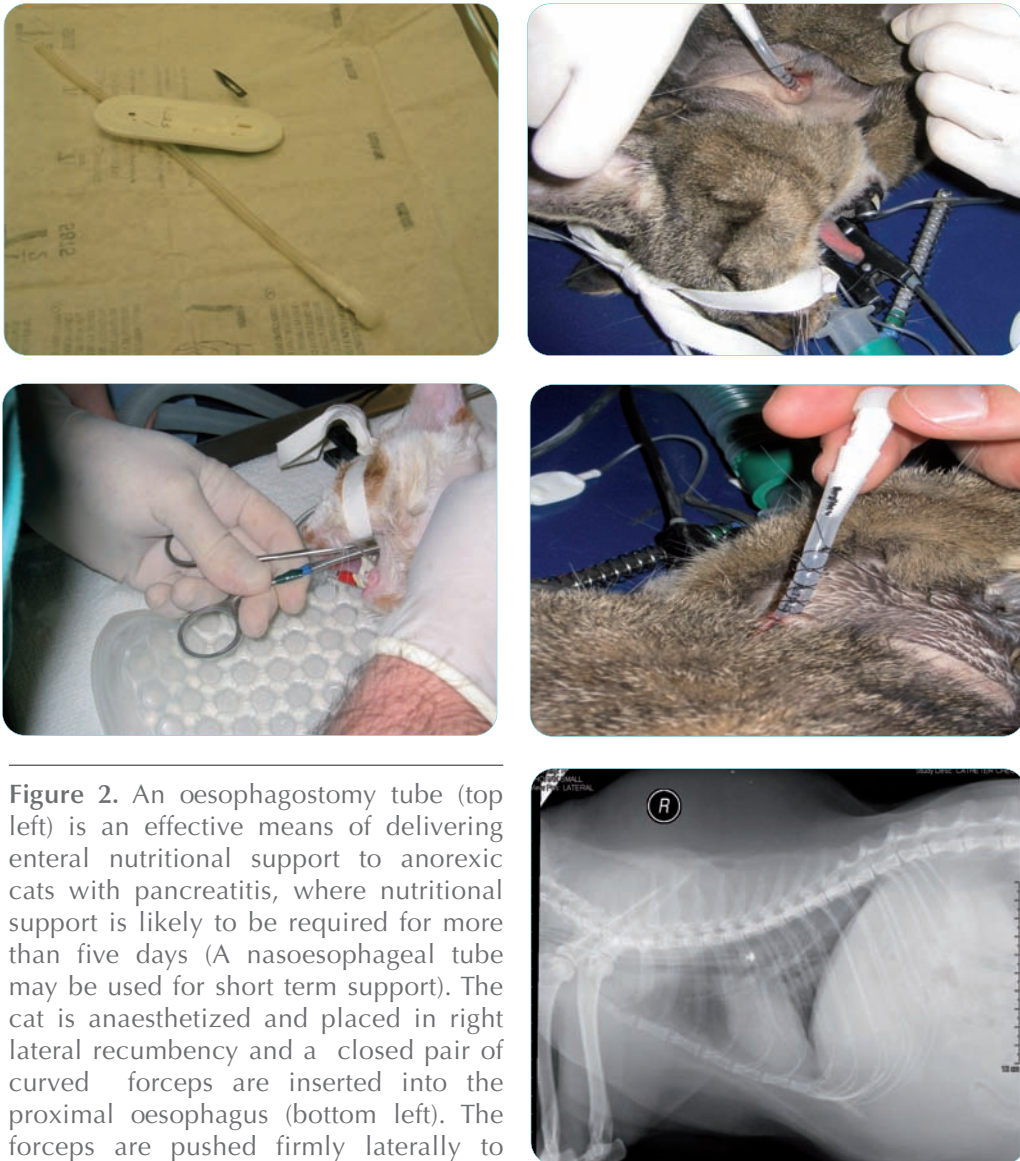 R
LATERAL
Figure 2. An oesophagostomy tube (top
left) is an effective means of delivering
enteral nutritional support to anorexic
cats with pancreatitis, where nutritional
support is likely to be required for more
than five days (A nasoesophageal tube
may be used for short term support). The
cat is anaesthetized and placed in right
lateral recumbency and a closed pair of
curved forceps are inserted into the
proximal oesophagus (bottom left). The
forceps are pushed firmly laterally to